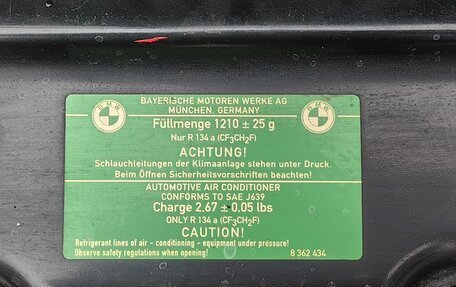 BAYERISCHE MOTOREN WERKE AG
MÜNCHEN, GERMANY
BMW
BMW
Füllmenge 1210 ± 25 g
Nur R 134 a (CF₃CH₂F)
ACHTUNG!
Schlauchleitungen der Klimaanlage stehen unter Druck.
Beim Öffnen Sicherheitsvorschriften beachten!
AUTOMOTIVE AIR CONDITIONER
CONFORMS TO SAE J639
Charge 2,67 ± 0,05 lbs
ONLY R 134 a (CF₃CH₂F)
CAUTION!
Refrigerant lines of air - conditioning - equipment under pressure!
Observe safety regulations when opening!
8 362 434